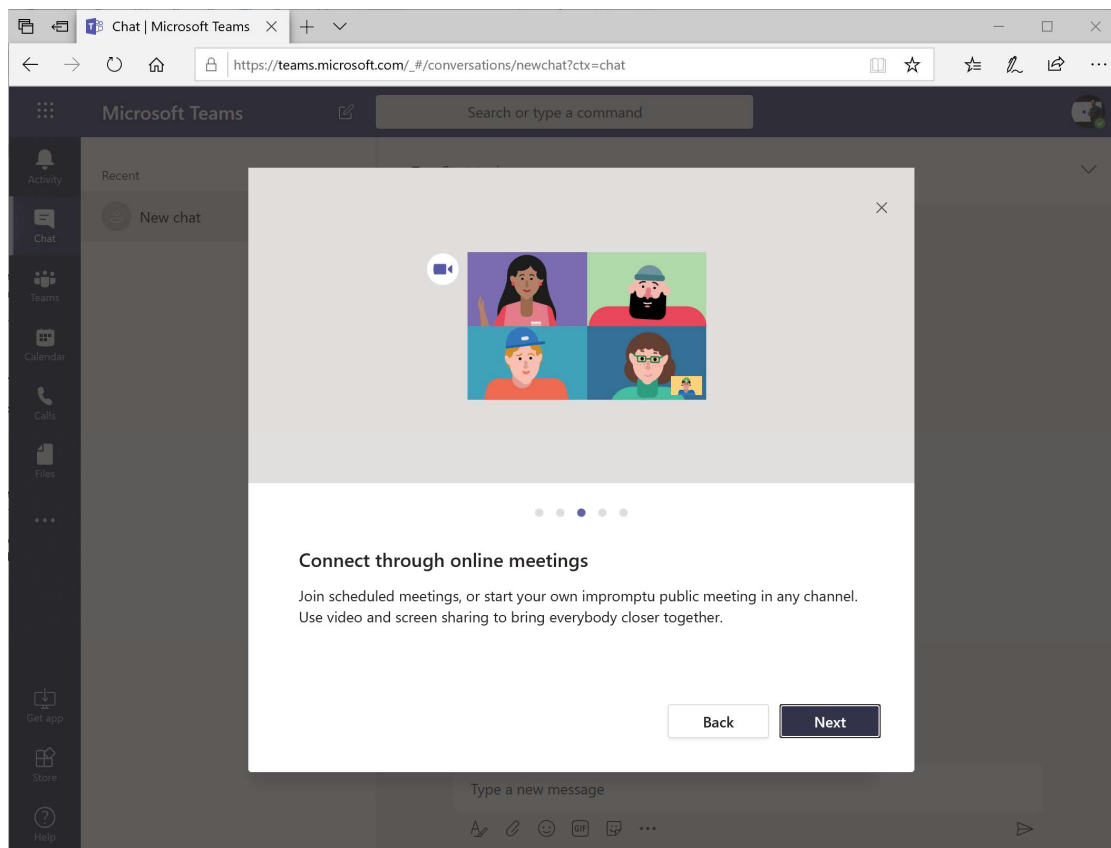 Chat | Microsoft Teams
https://teams.microsoft.com/_#/conversations/newchat?ctx=chat
Microsoft Teams
Search or type a command
Activity
Recent
New chat
Chat
Teams
Calendar
Calls
Files
Connect through online meetings
Join scheduled meetings, or start your own impromptu public meeting in any channel.
Use video and screen sharing to bring everybody closer together.
Back
Next
Get app
Store
Type a new message
GIF
Help